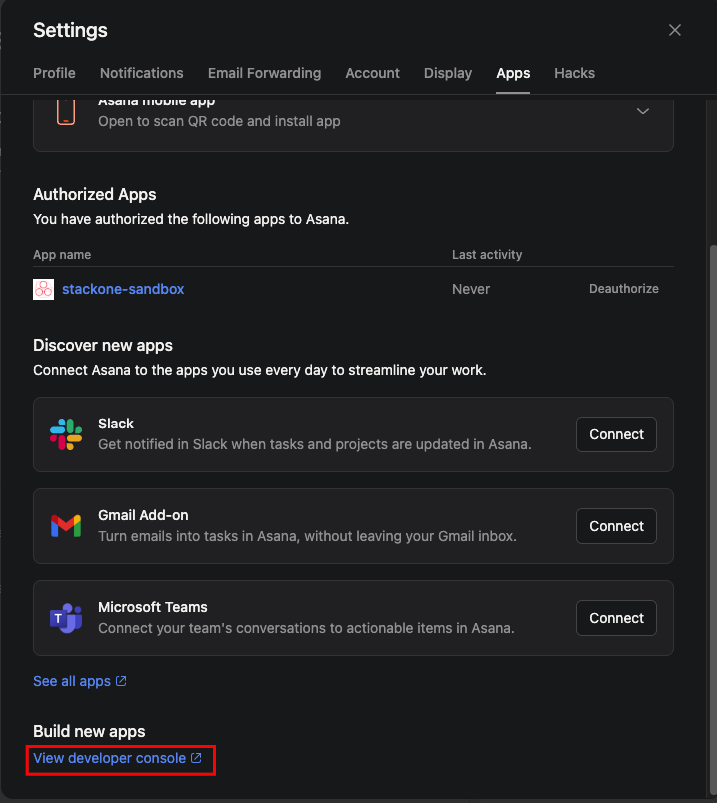 Settings
Profile Notifications Email Forwarding Account Display Apps Hacks
Asana mobile app
Open to scan QR code and install app
Authorized Apps
You have authorized the following apps to Asana.
App name Last activity
stackone-sandbox Never Deauthorize
Discover new apps
Connect Asana to the apps you use every day to streamline your work.
Slack
Get notified in Slack when tasks and projects are updated in Asana.
Connect
Gmail Add-on
Turn emails into tasks in Asana, without leaving your Gmail inbox.
Connect
Microsoft Teams
Connect your team's conversations to actionable items in Asana.
Connect
See all apps
Build new apps
View developer console